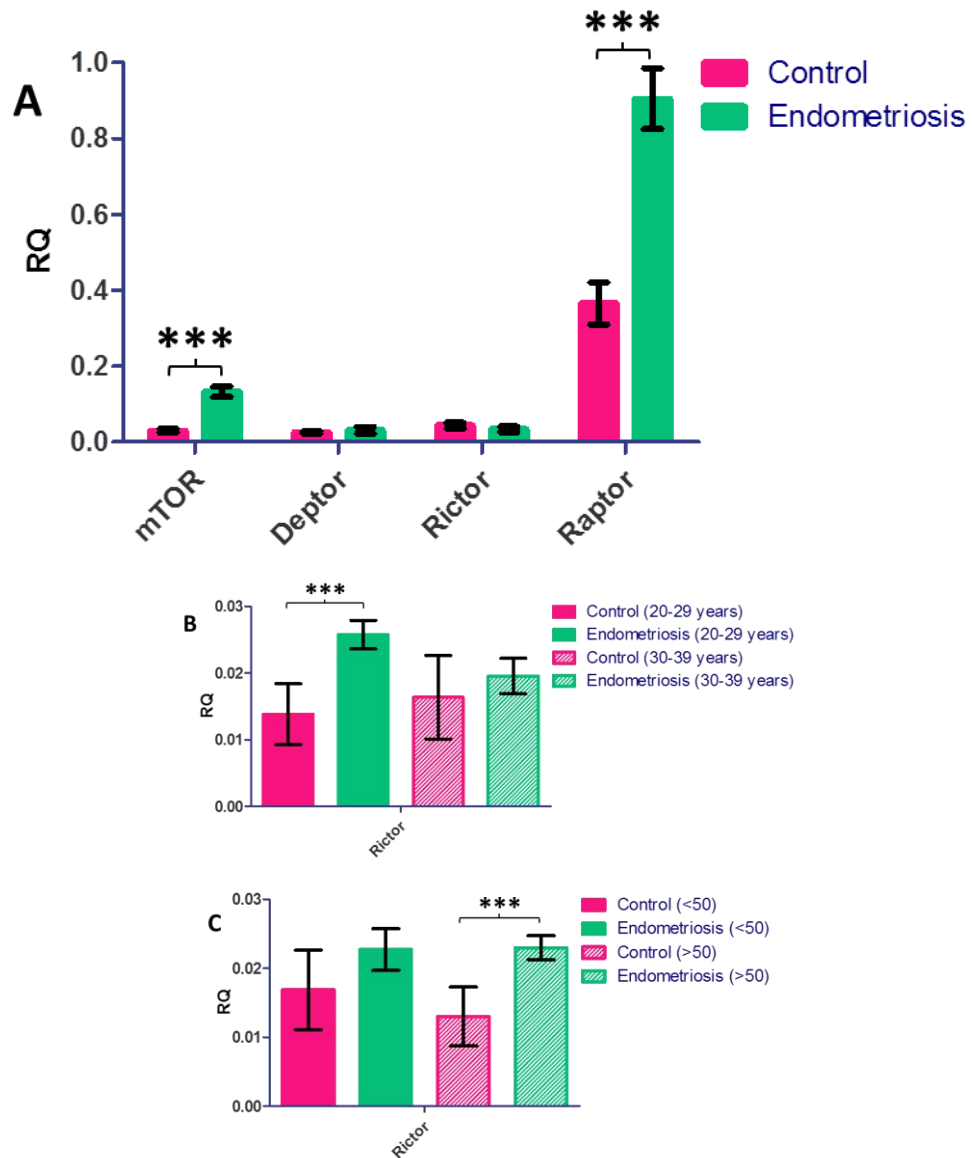 A
***
***
Control
Endometriosis
1.0
0.8
0.6
0.4
0.2
0.0
RQ
mTOR
Deptor
Rictor
Raptor
B
***
Control (20-29 years)
Endometriosis (20-29 years)
Control (30-39 years)
Endometriosis (30-39 years)
0.03
0.02
0.01
0.00
RQ
Rictor
C
***
Control (<50)
Endometriosis (<50)
Control (>50)
Endometriosis (>50)
0.03
0.02
0.01
0.00
RQ
Rictor